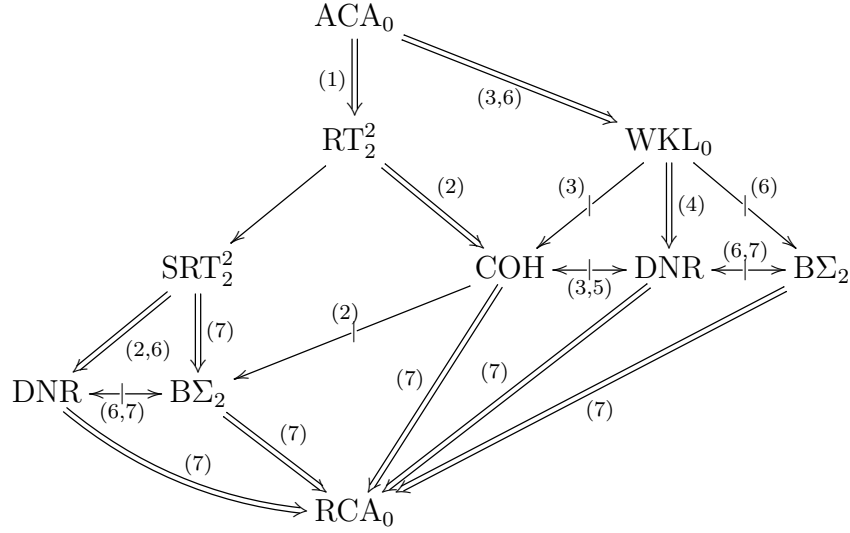 ACA₀
(1)
(3,6)
RT²₂
WKL₀
(2)
(3)
(4)
(6)
SRT²₂
COH
DNR
BΣ₂
(6,7)
(3,5)
(2)
(7)
(2,6)
DNR
BΣ₂
(6,7)
(7)
(7)
(7)
(7)
(7)
RCA₀